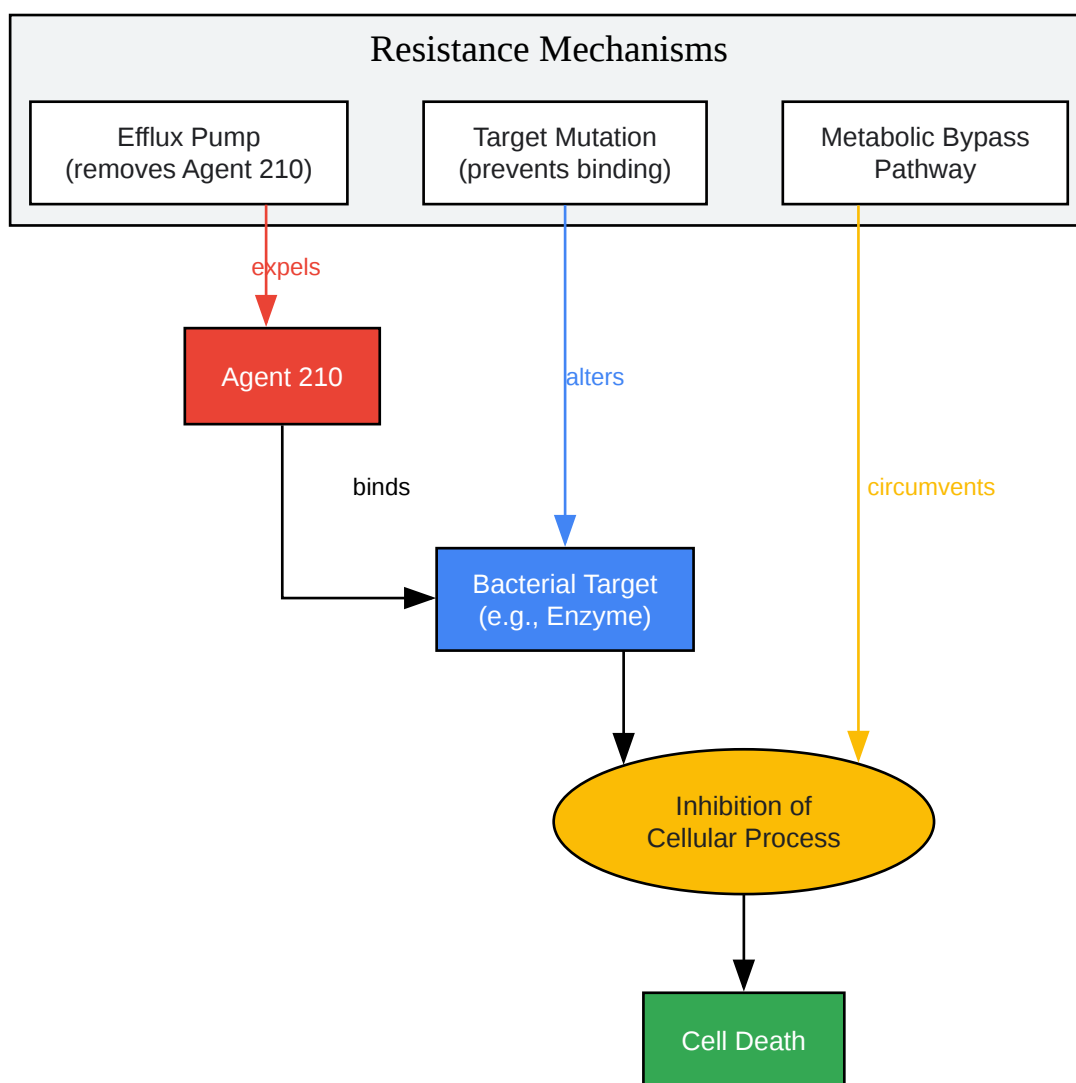 Resistance Mechanisms
Efflux Pump
(removes Agent 210)
Target Mutation
(prevents binding)
Metabolic Bypass
Pathway
expels
Agent 210
alters
binds
circumvents
Bacterial Target
(e.g., Enzyme)
Inhibition of
Cellular Process
Cell Death